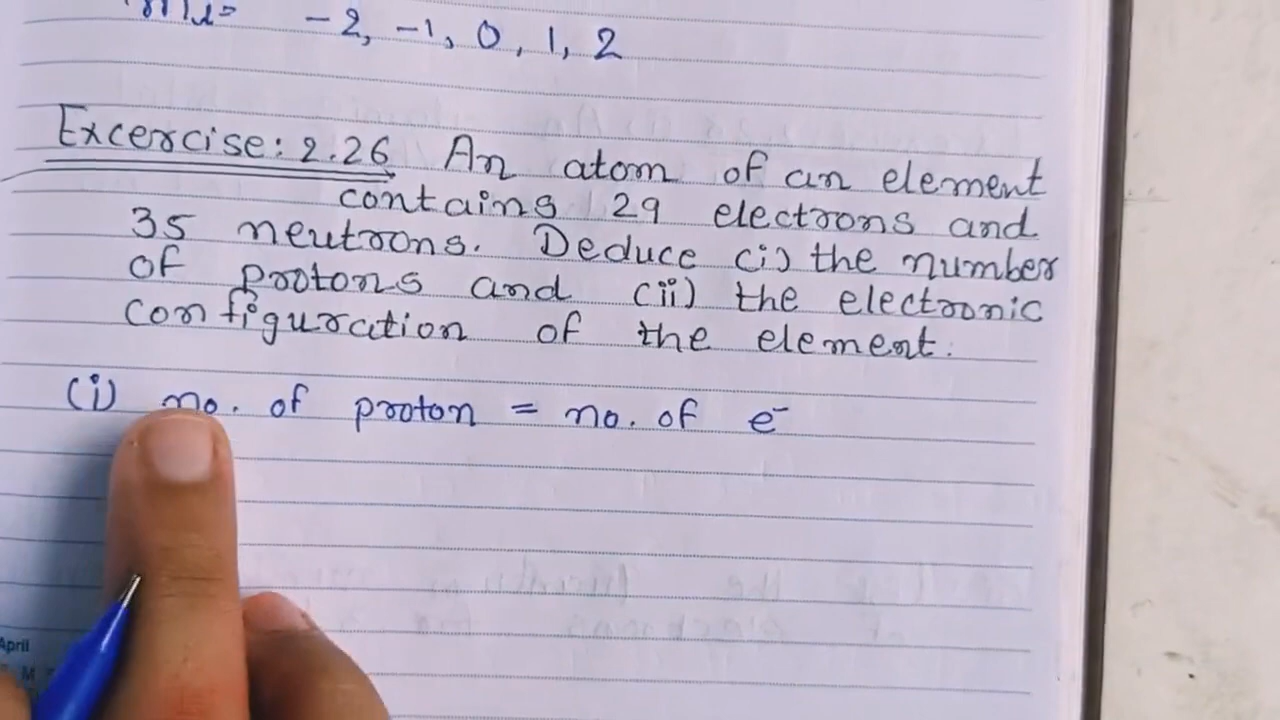 -2, -1, 0, 1, 2
Excercise: 2.26 An atom of an element
contains 29 electrons and
35 neutrons. Deduce (i) the number
of protons and (ii) the electronic
configuration of the element.
(i) no. of proton = no. of e⁻
April
M